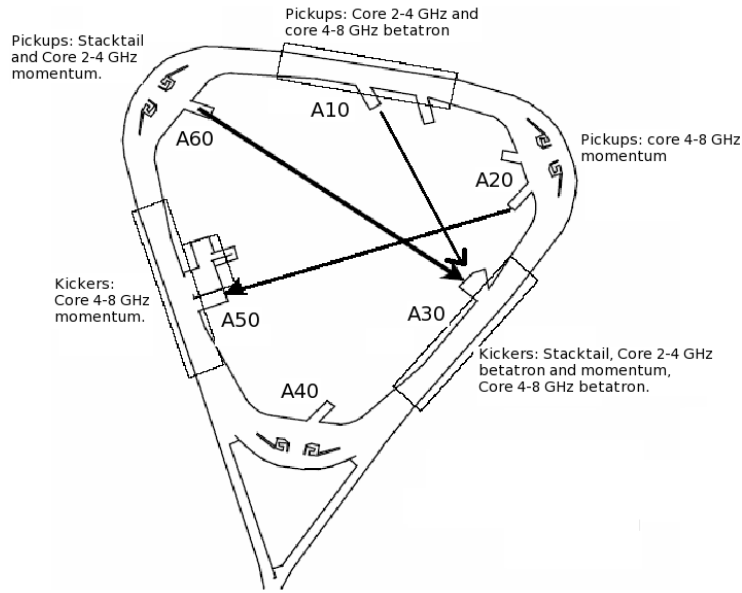 Pickups: Core 2-4 GHz and
core 4-8 GHz betatron
Pickups: Stacktail
and Core 2-4 GHz
momentum.
A10
A60
Pickups: core 4-8 GHz
momentum
A20
Kickers:
Core 4-8 GHz
momentum.
A50
A30
Kickers: Stacktail, Core 2-4 GHz
betatron and momentum,
Core 4-8 GHz betatron.
A40